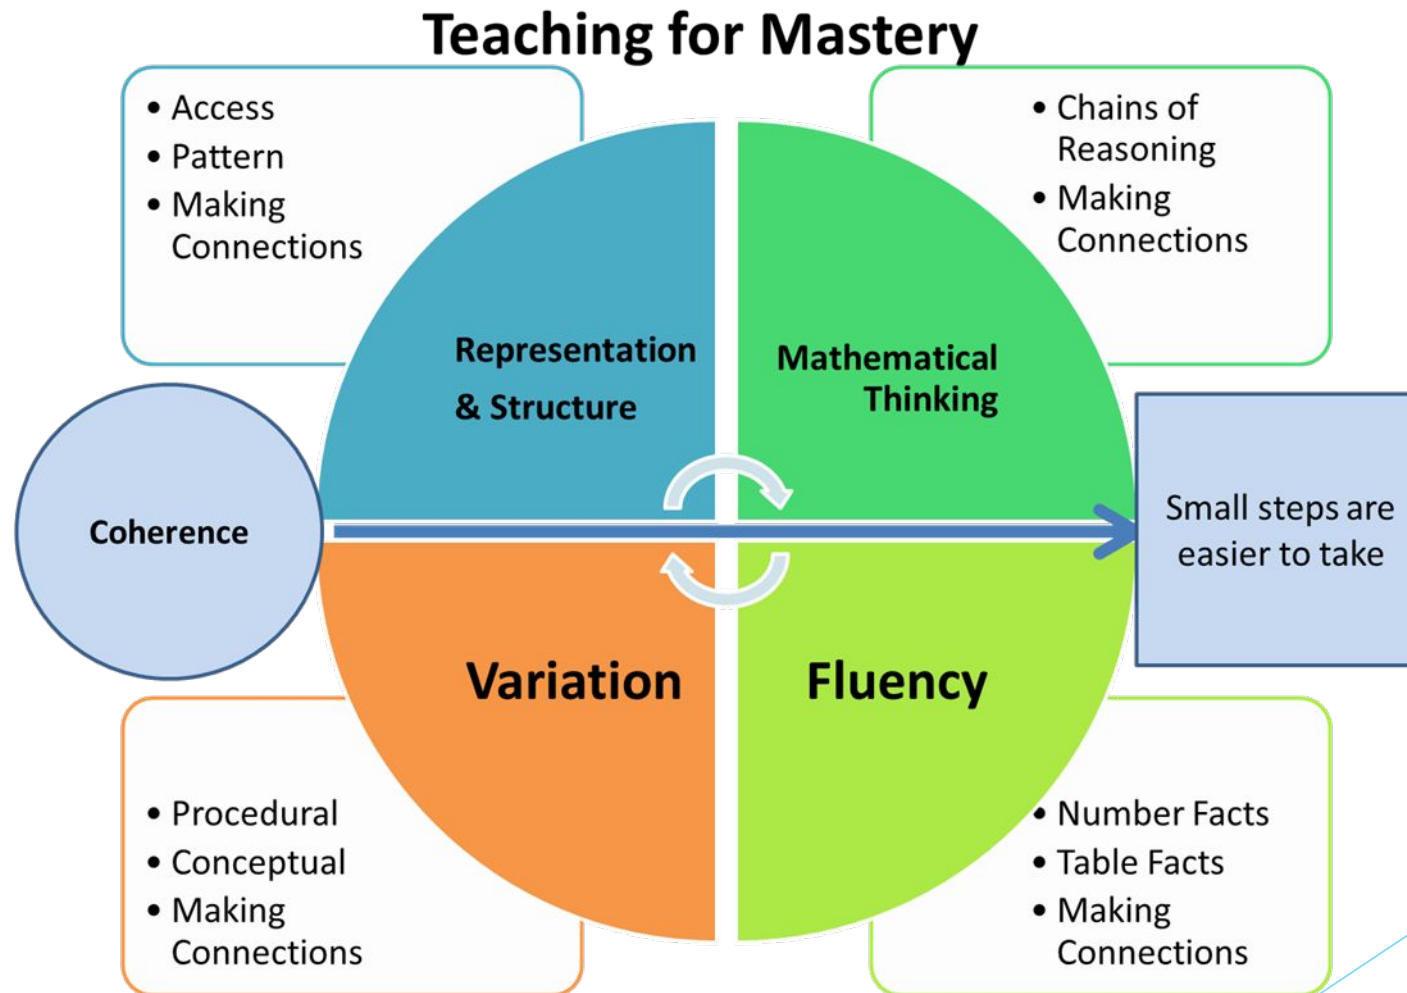 Teaching for Mastery
• Access
• Pattern
• Making
Connections
• Chains of
Reasoning
• Making
Connections
Representation
& Structure
Mathematical
Thinking
Coherence
Small steps are
easier to take
Variation
Fluency
• Procedural
• Conceptual
• Making
Connections
• Number Facts
• Table Facts
• Making
Connections